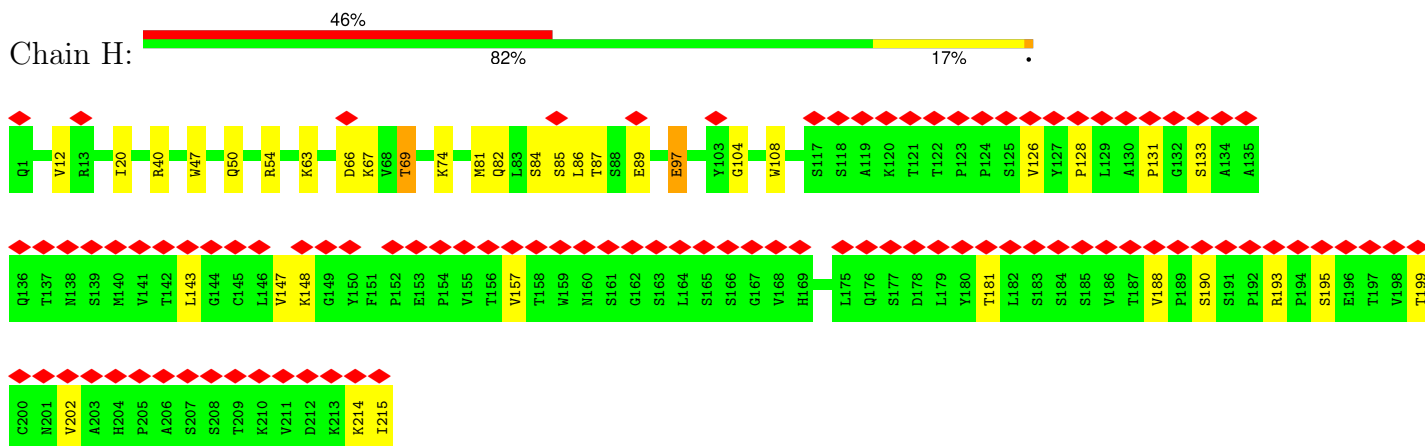 46%
Chain H:
82% 17% •
Q1 V12 R13 I20 R40 W47 Q50 R54 K63 D66 K67 V68 T69 K74 M81 Q82 L83 S84 S85 L86 T87 S88 E89 E97 Y103 G104 W108 S117 S118 A119 K120 T121 T122 P123 P124 S125 V126 Y127 P128 L129 A130 P131 G132 S133 A134 A135
Q136 T137 N138 S139 M140 V141 T142 L143 G144 C145 L146 V147 K148 G149 Y150 F151 P152 E153 P154 V155 T156 V157 T158 W159 N160 S161 G162 S163 L164 S165 S166 G167 V168 H169 L175 Q176 S177 D178 L179 Y180 T181 L182 S183 S184 S185 V186 T187 V188 P189 S190 S191 P192 R193 P194 S195 E196 T197 V198 T199
C200 N201 V202 A203 H204 P205 A206 S207 S208 T209 K210 V211 D212 K213 K214 I215